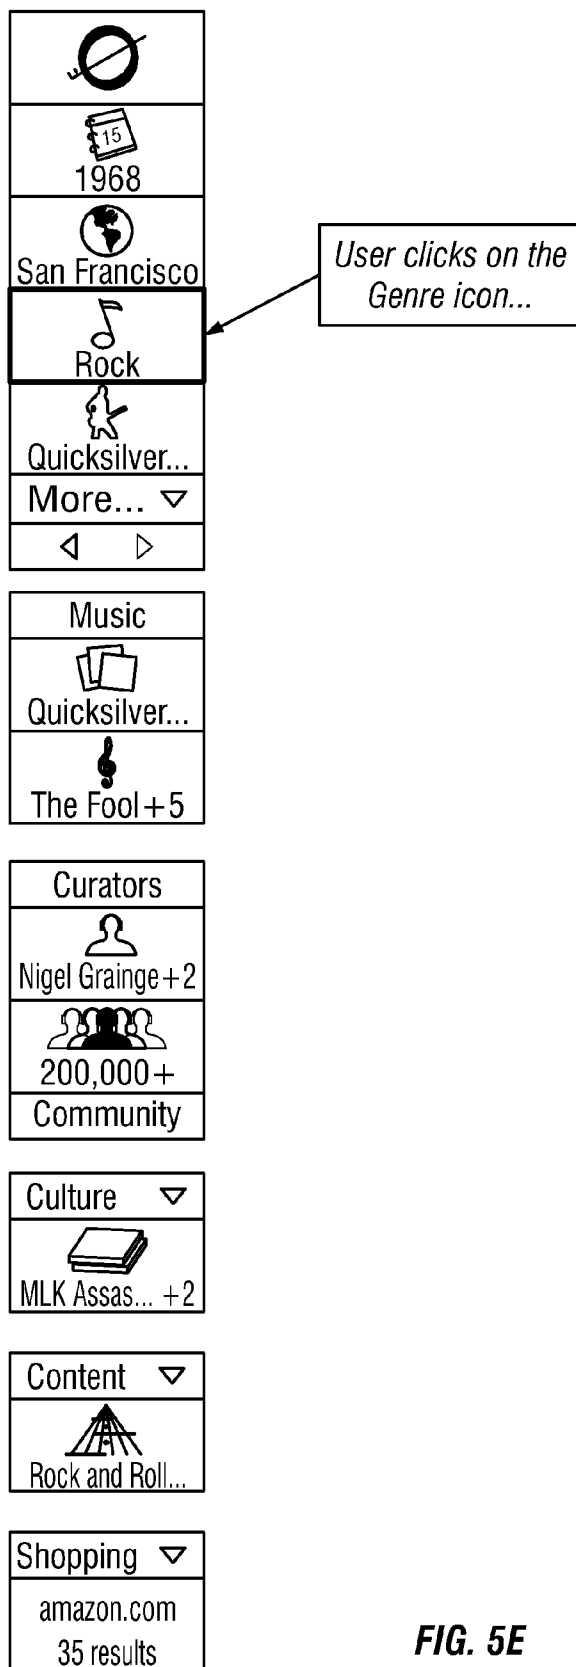 15
1968
San Francisco
User clicks on the
Genre icon...
Rock
Quicksilver...
More...
Music
Quicksilver...
The Fool+5
Curators
Nigel Grainge+2
200,000+
Community
Culture
MLK Assas... +2
Content
Rock and Roll...
Shopping
amazon.com
35 results
FIG. 5E